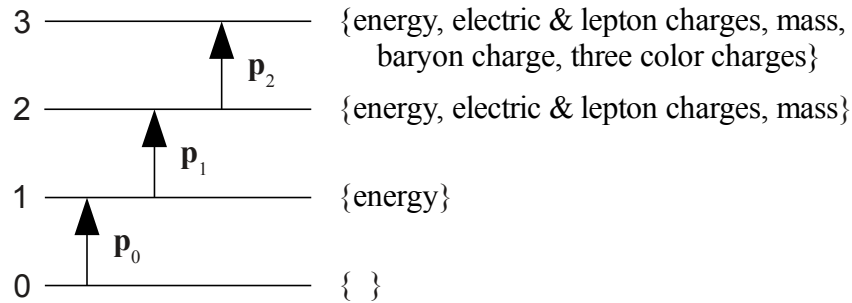 3 {energy, electric & lepton charges, mass,
baryon charge, three color charges}
p2
2 {energy, electric & lepton charges, mass}
p1
1 {energy}
p0
0 { }